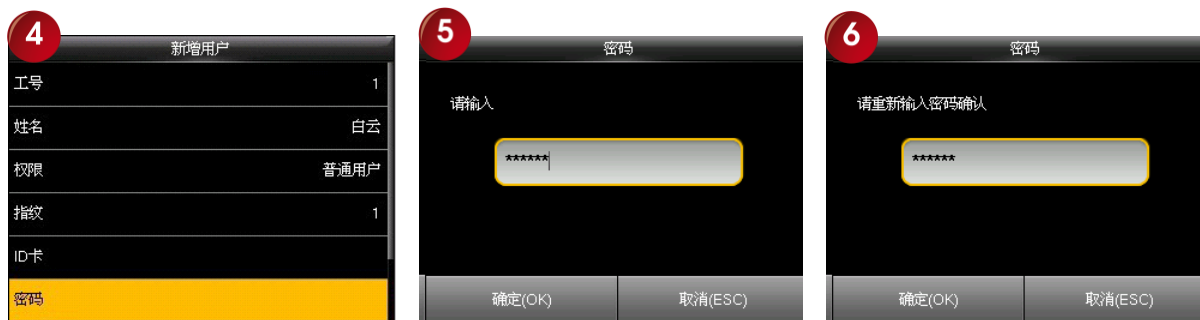 4
新增用户
工号 1
姓名 白云
权限 普通用户
指纹 1
ID卡
密码
5
密码
请输入
******
确定(OK) 取消(ESC)
6
密码
请重新输入密码确认
******
确定(OK) 取消(ESC)